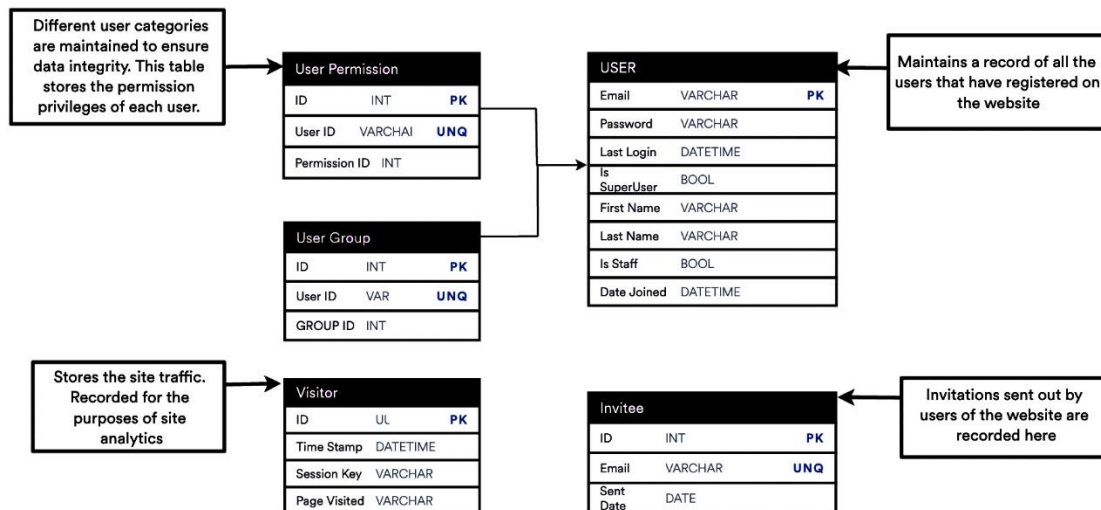 Different user categories
are maintained to ensure
data integrity. This table
stores the permission
privileges of each user.
User Permission
ID INT PK
User ID VARCHAI UNQ
Permission ID INT
USER
Email VARCHAR PK
Password VARCHAR
Last Login DATETIME
Is
SuperUser BOOL
First Name VARCHAR
Last Name VARCHAR
Is Staff BOOL
Date Joined DATETIME
Maintains a record of all the
users that have registered on
the website
User Group
ID INT PK
User ID VAR UNQ
GROUP ID INT
Stores the site traffic.
Recorded for the
purposes of site
analytics
Visitor
ID UL PK
Time Stamp DATETIME
Session Key VARCHAR
Page Visited VARCHAR
Invitee
ID INT PK
Email VARCHAR UNQ
Sent
Date DATE
Invitations sent out by
users of the website are
recorded here